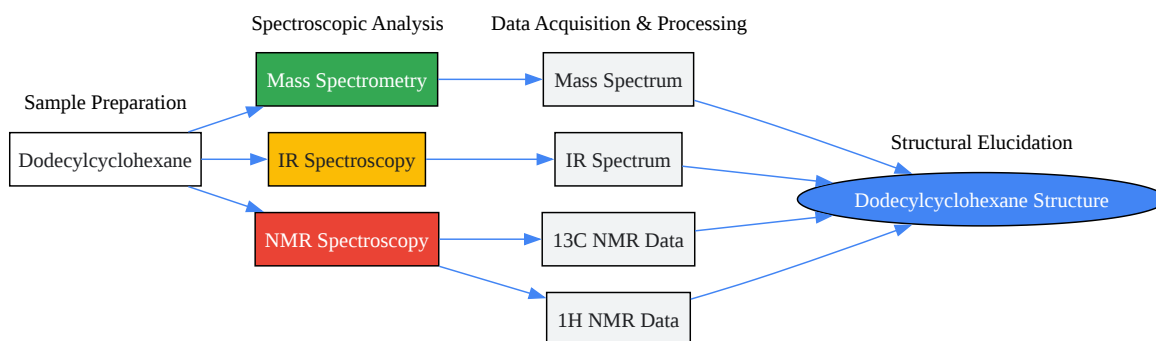 Spectroscopic Analysis
Data Acquisition & Processing
Mass Spectrometry
Mass Spectrum
Sample Preparation
Structural Elucidation
Dodecylcyclohexane
IR Spectroscopy
IR Spectrum
Dodecylcyclohexane Structure
NMR Spectroscopy
13C NMR Data
1H NMR Data